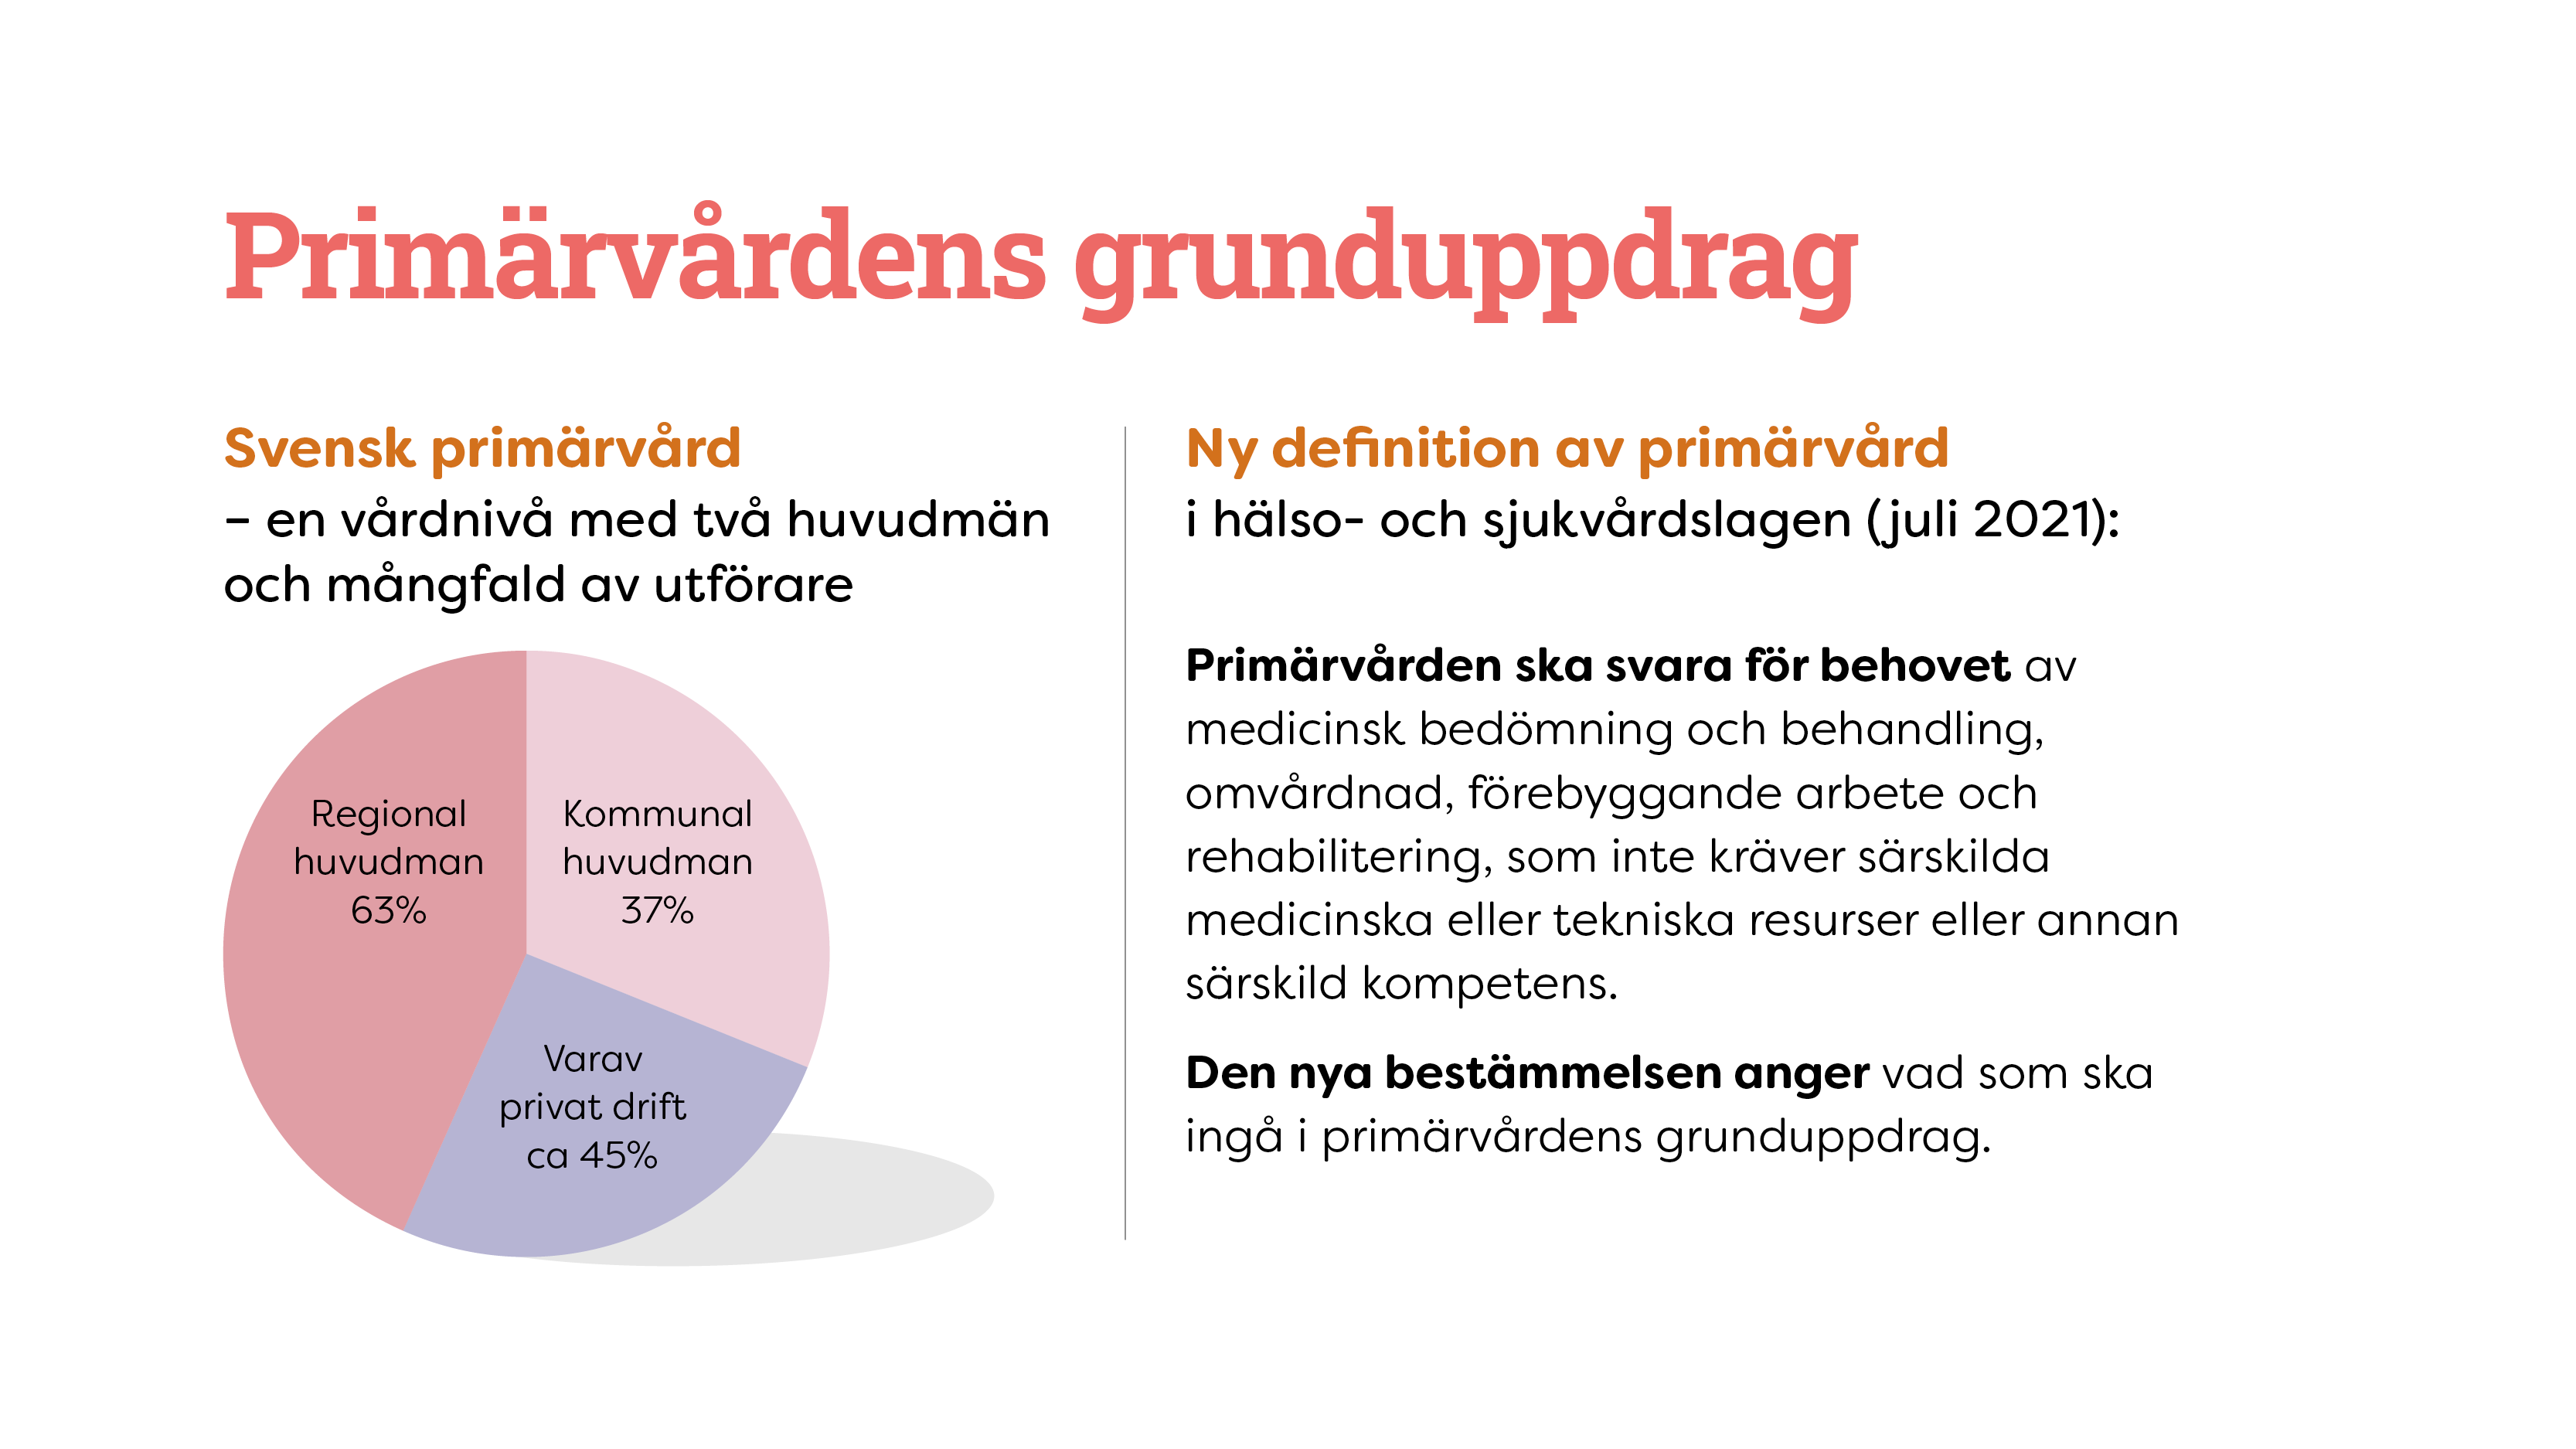 Primärvårdens grunduppdrag
Svensk primärvård
– en vårdnivå med två huvudmän
och mångfald av utförare
Regional
huvudman
63%
Kommunal
huvudman
37%
Varav
privat drift
ca 45%
Ny definition av primärvård
i hälso- och sjukvårdslagen (juli 2021):
Primärvården ska svara för behovet av
medicinsk bedömning och behandling,
omvårdnad, förebyggande arbete och
rehabilitering, som inte kräver särskilda
medicinska eller tekniska resurser eller annan
särskild kompetens.
Den nya bestämmelsen anger vad som ska
ingå i primärvårdens grunduppdrag.